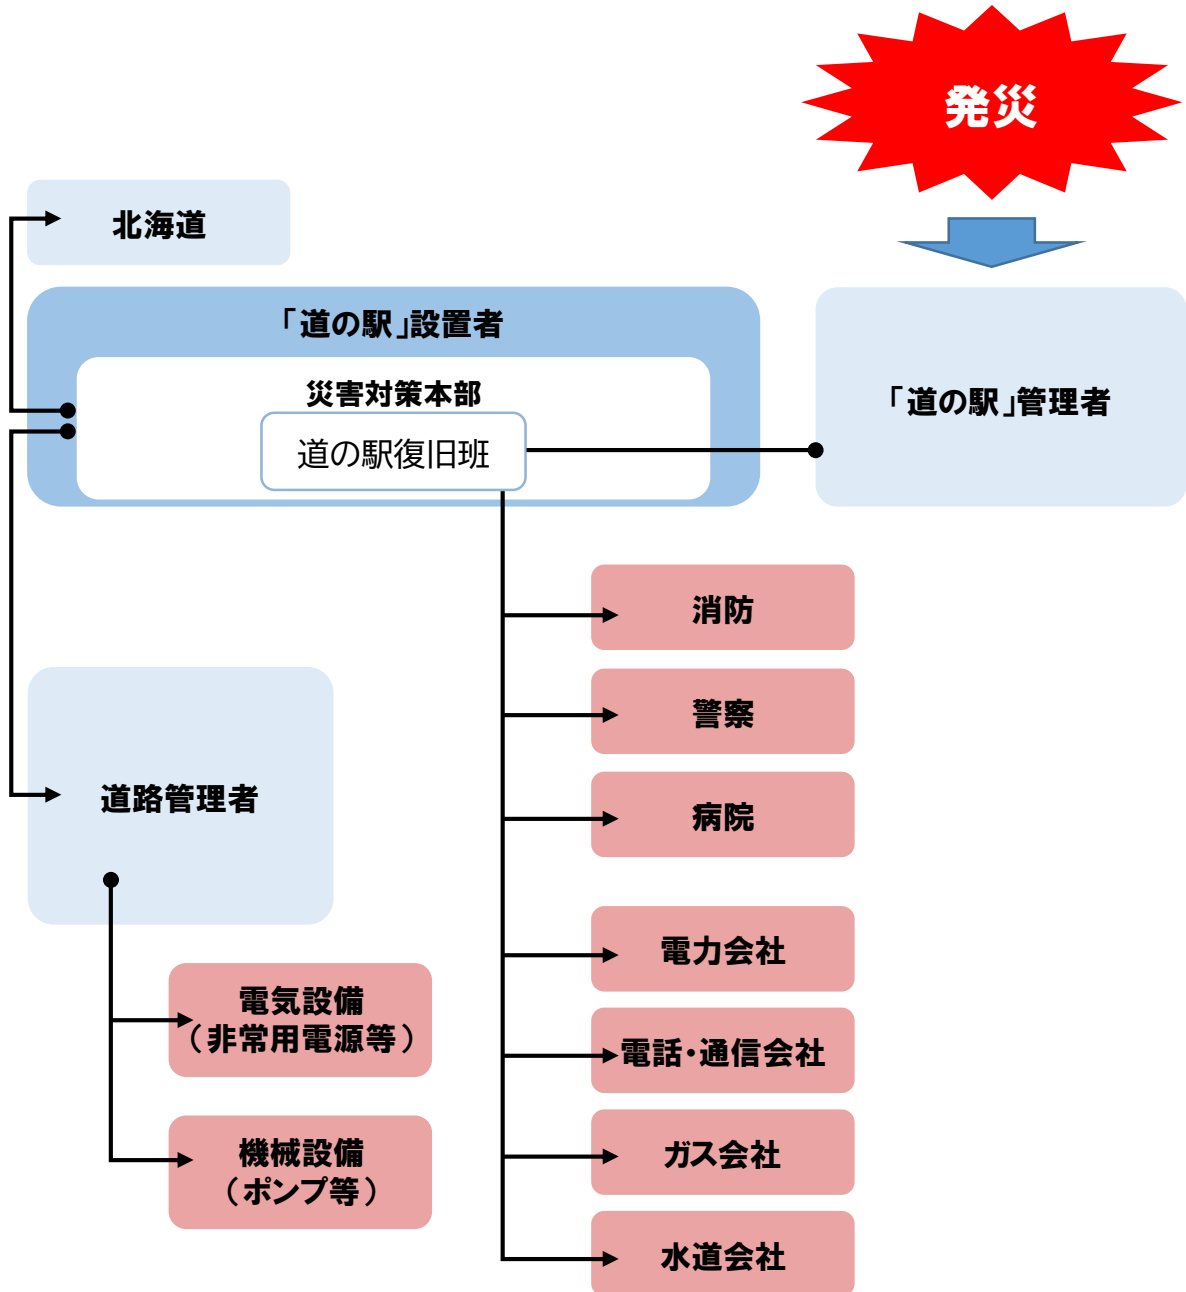 発災
北海道
「道の駅」設置者
災害対策本部
道の駅復旧班
「道の駅」管理者
消防
警察
病院
道路管理者
電力会社
電気設備
（非常用電源等）
電話・通信会社
機械設備
（ポンプ等）
ガス会社
水道会社